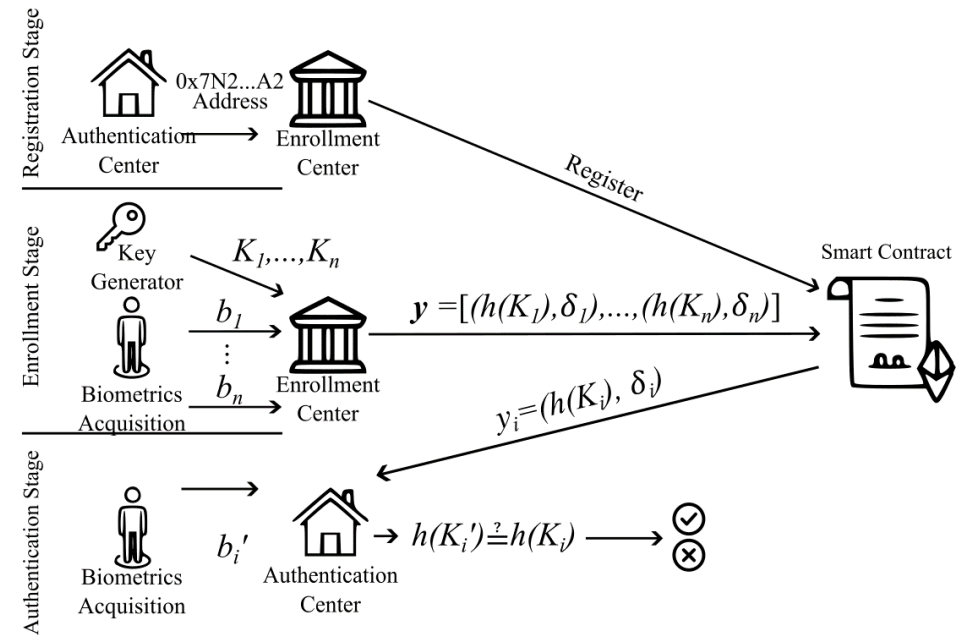 Registration Stage
0x7N2...A2
Address
Authentication
Center
Enrollment
Center
Register
Smart Contract
Enrollment Stage
Key
Generator
K₁,...,Kₙ
b₁
⋮
bₙ
Biometrics
Acquisition
Enrollment
Center
y =[(h(K₁),δ₁),...,(h(Kₙ),δₙ)]
yᵢ=(h(Kᵢ), δᵢ)
Authentication Stage
Biometrics
Acquisition
bᵢ'
Authentication
Center
h(Kᵢ')≟h(Kᵢ)